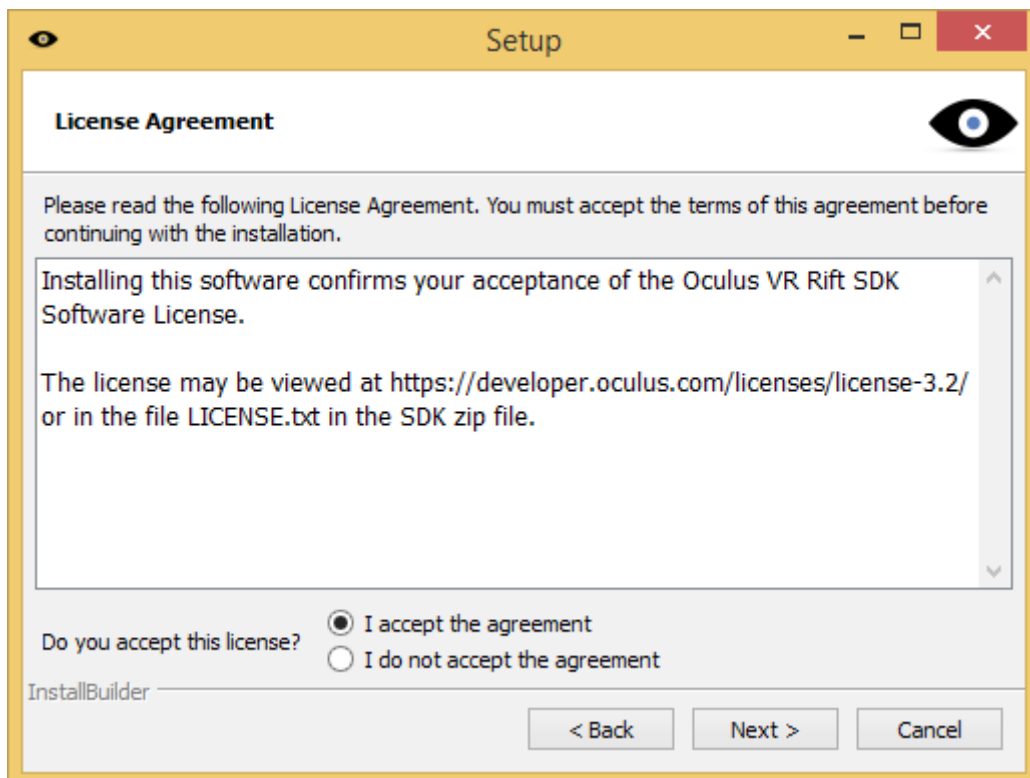 Setup
License Agreement
Please read the following License Agreement. You must accept the terms of this agreement before
continuing with the installation.
Installing this software confirms your acceptance of the Oculus VR Rift SDK
Software License.
The license may be viewed at https://developer.oculus.com/licenses/license-3.2/
or in the file LICENSE.txt in the SDK zip file.
Do you accept this license?
I accept the agreement
I do not accept the agreement
InstallBuilder
< Back Next > Cancel